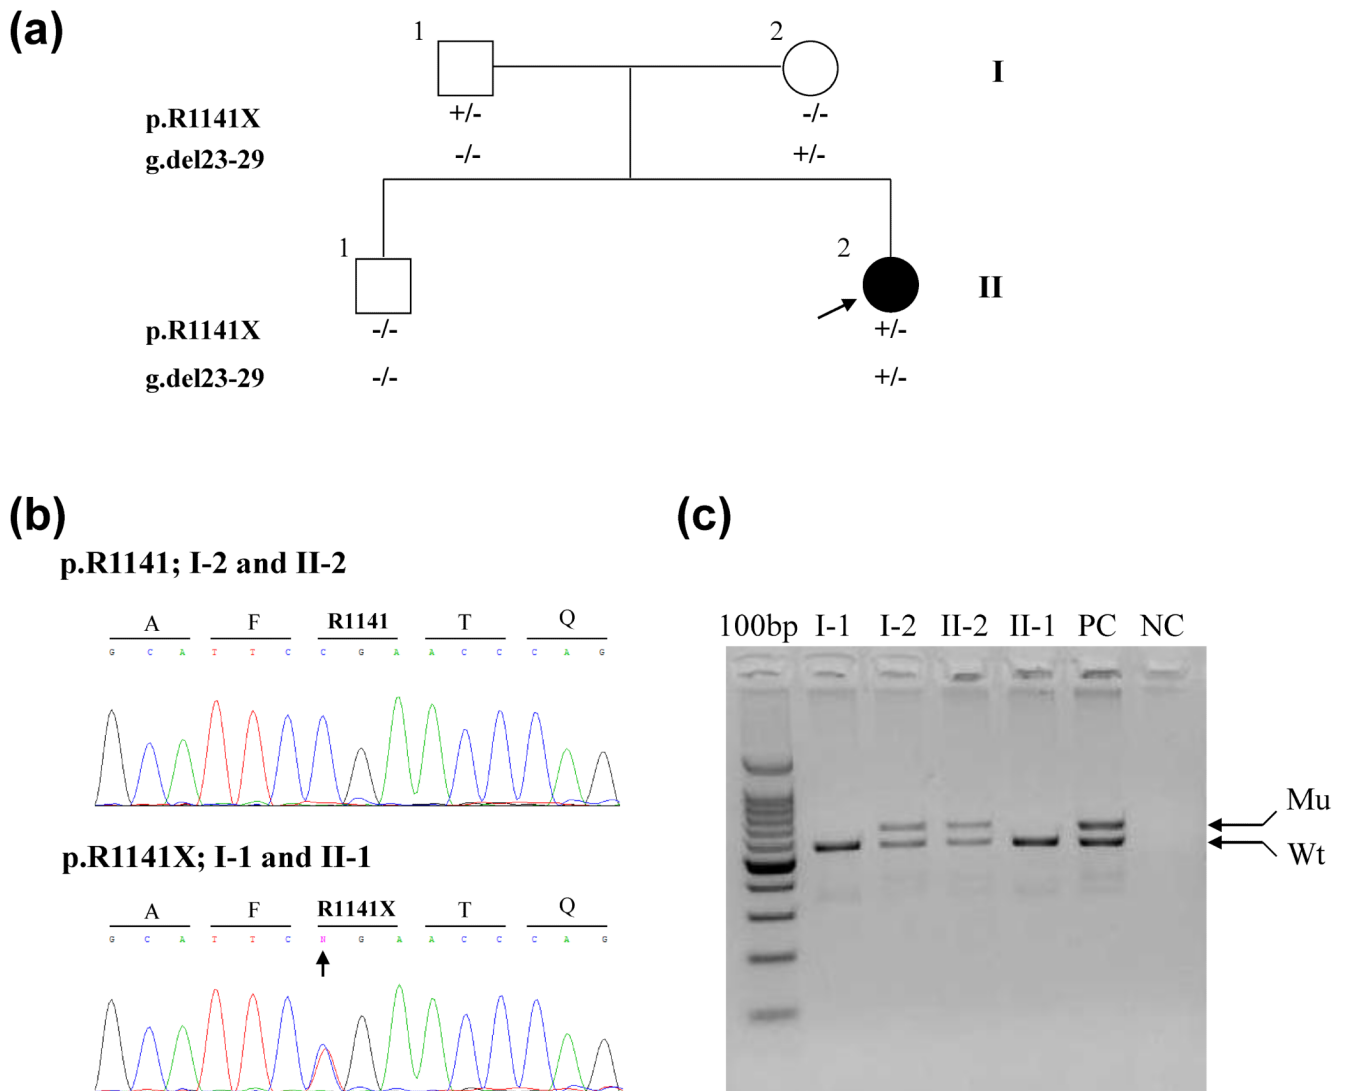 (a)
1 2
I
p.R1141X +/- -/-
g.del23-29 -/- +/-
1 2
II
p.R1141X -/- +/-
g.del23-29 -/- +/-
(b)
p.R1141; I-2 and II-2
A F R1141 T Q
G C A T T C C G A A C C C A G
p.R1141X; I-1 and II-1
A F R1141X T Q
G C A T T C N G A A C C C A G
(c)
100bp I-1 I-2 II-2 II-1 PC NC
Mu
Wt